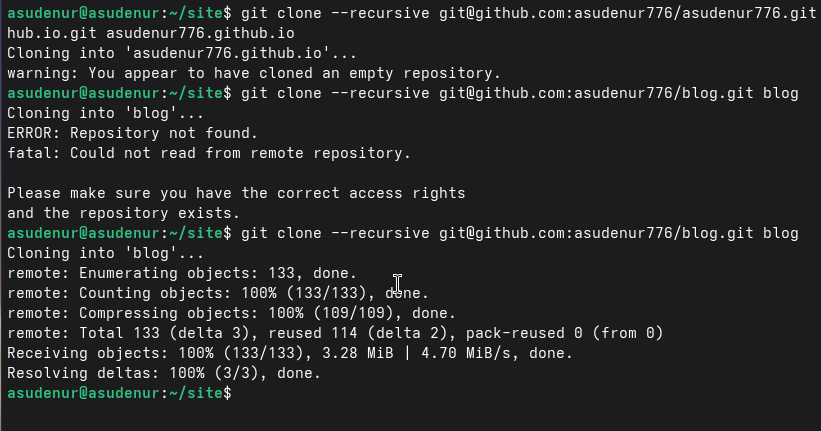 asudenur@asudenur:~/site$ git clone --recursive git@github.com:asudenur776/asudenur776.git
hub.io.git asudenur776.github.io
Cloning into 'asudenur776.github.io'...
warning: You appear to have cloned an empty repository.
asudenur@asudenur:~/site$ git clone --recursive git@github.com:asudenur776/blog.git blog
Cloning into 'blog'...
ERROR: Repository not found.
fatal: Could not read from remote repository.

Please make sure you have the correct access rights
and the repository exists.
asudenur@asudenur:~/site$ git clone --recursive git@github.com:asudenur776/blog.git blog
Cloning into 'blog'...
remote: Enumerating objects: 133, done.
remote: Counting objects: 100% (133/133), done.
remote: Compressing objects: 100% (109/109), done.
remote: Total 133 (delta 3), reused 114 (delta 2), pack-reused 0 (from 0)
Receiving objects: 100% (133/133), 3.28 MiB | 4.70 MiB/s, done.
Resolving deltas: 100% (3/3), done.
asudenur@asudenur:~/site$